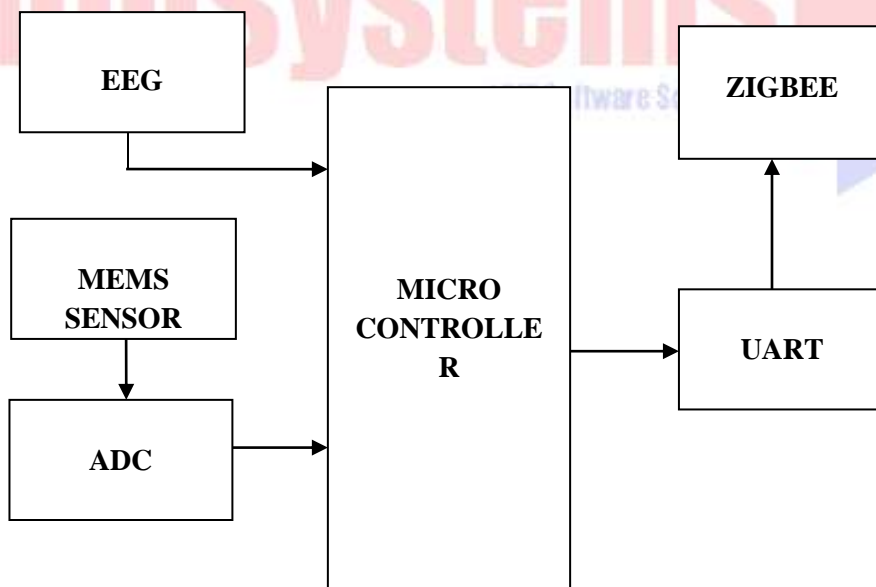 EEG
ZIGBEE
MEMS
SENSOR
MICRO
CONTROLLE
R
UART
ADC